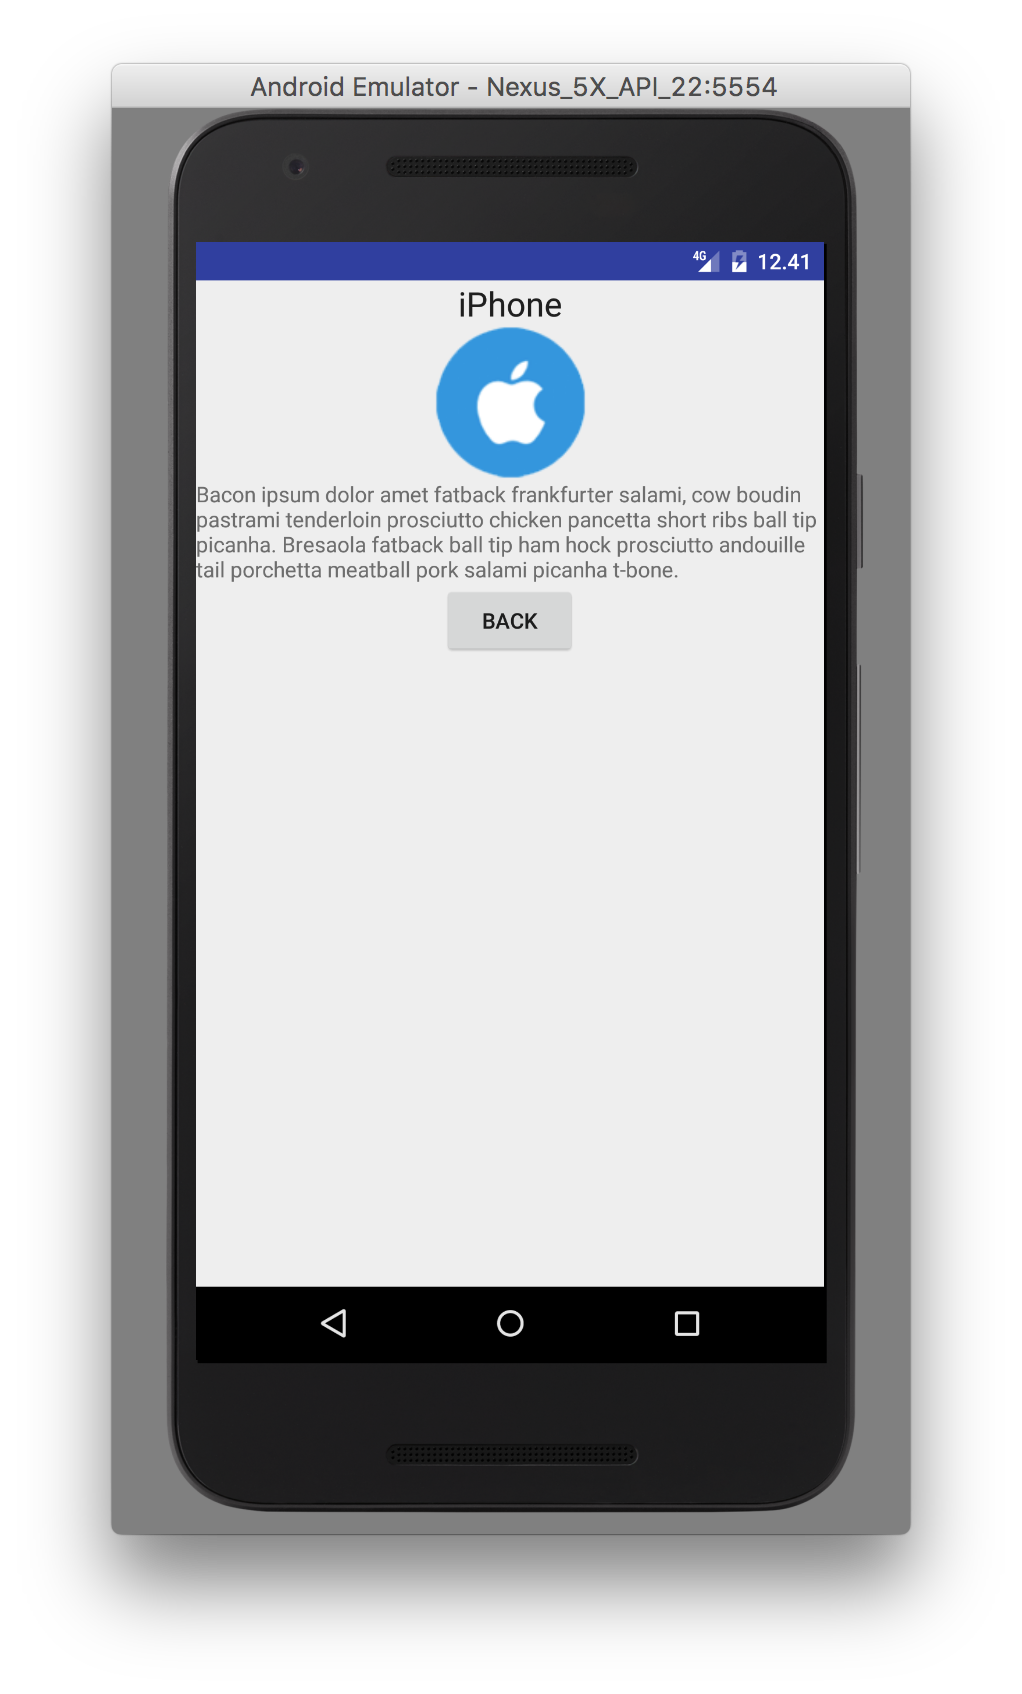 Android Emulator - Nexus_5X_API_22:5554
4G 12.41
iPhone
Bacon ipsum dolor amet fatback frankfurter salami, cow boudin
pastrami tenderloin prosciutto chicken pancetta short ribs ball tip
picanha. Bresaola fatback ball tip ham hock prosciutto andouille
tail porchetta meatball pork salami picanha t-bone.
BACK